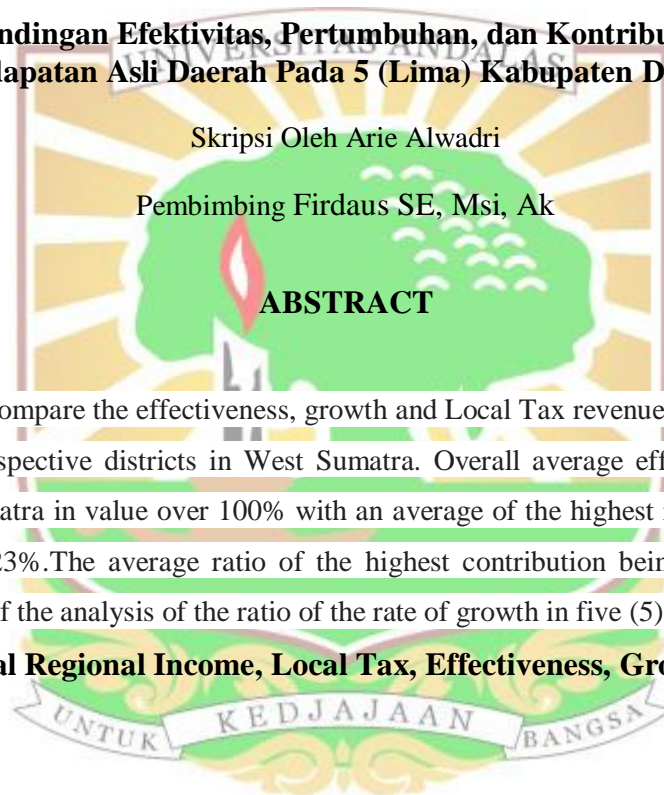 UNIVERSITAS ANDALAS
ndingan Efektivitas, Pertumbuhan, dan Kontribu
lapatan Asli Daerah Pada 5 (Lima) Kabupaten D
Skripsi Oleh Arie Alwadri
Pembimbing Firdaus SE, Msi, Ak
ABSTRACT
ompare the effectiveness, growth and Local Tax revenue
spective districts in West Sumatra. Overall average eff
atra in value over 100% with an average of the highest
23%.The average ratio of the highest contribution bein
f the analysis of the ratio of the rate of growth in five (5)
al Regional Income, Local Tax, Effectiveness, Gro
UNTUK KEDJAJAAN BANGSA